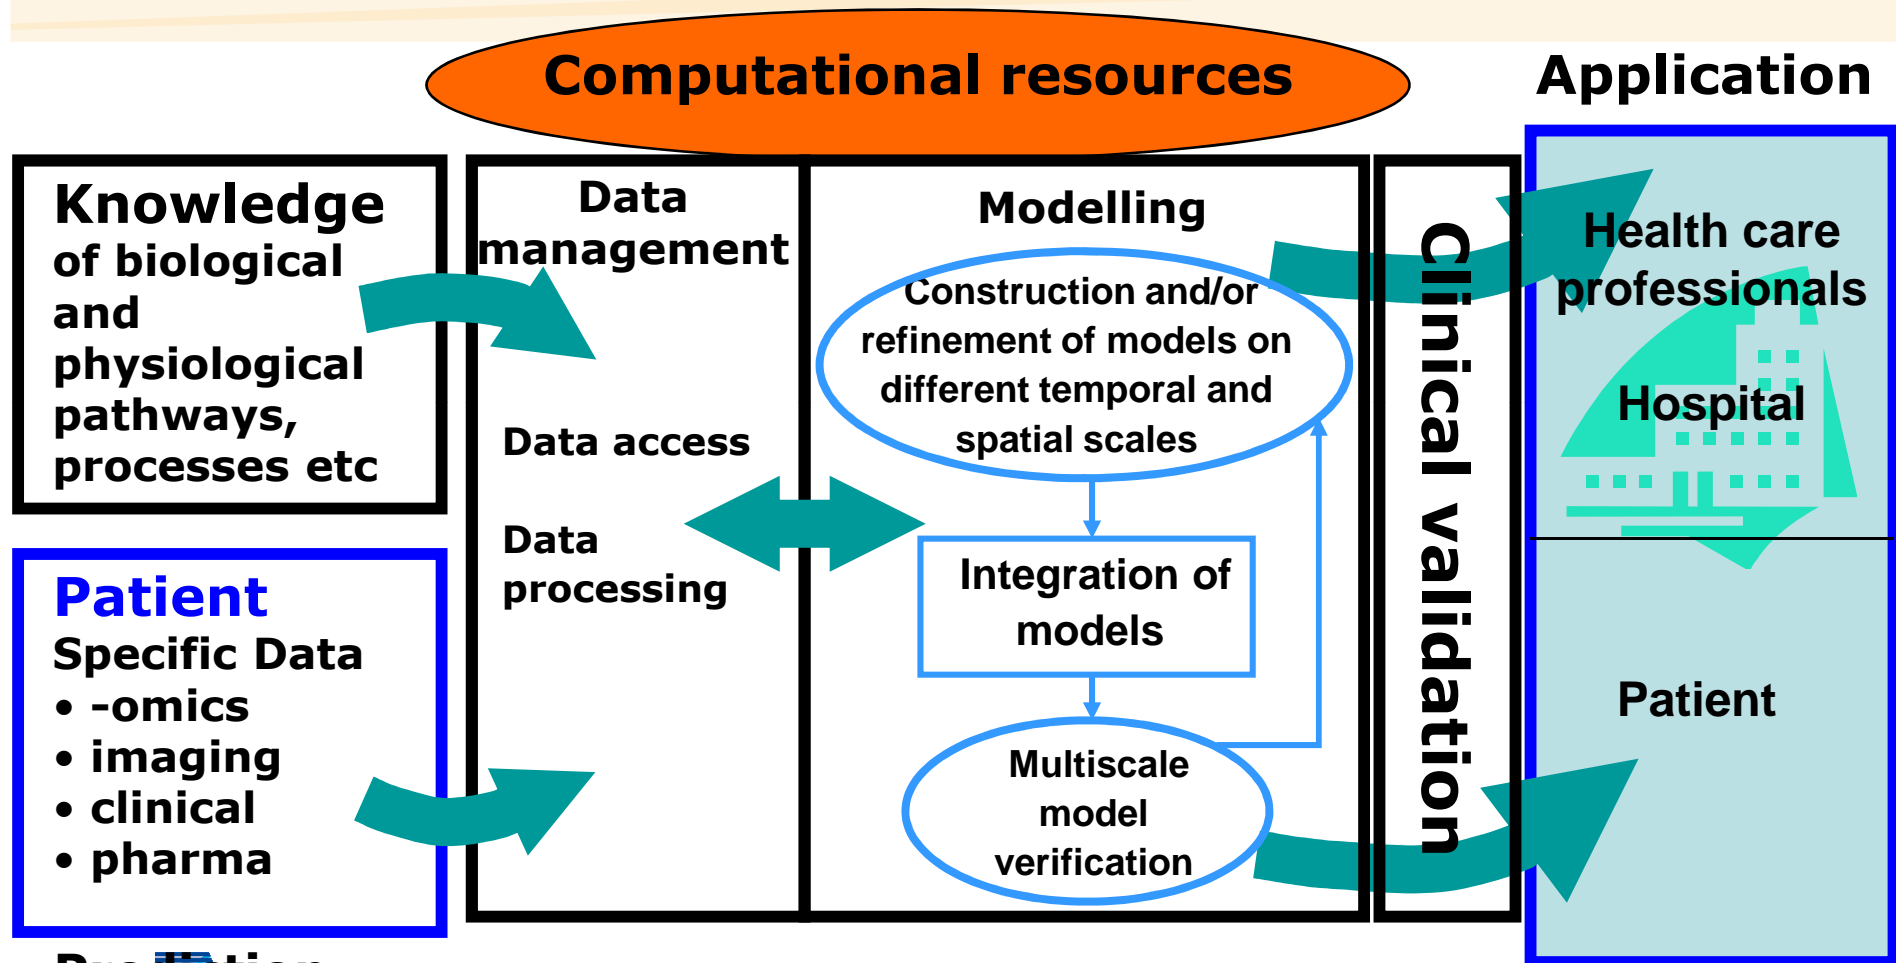 Computational resources
Application
Knowledge
of biological
and
physiological
pathways,
processes etc
Patient
Specific Data
• -omics
• imaging
• clinical
• pharma
Data
management
Data access
Data
processing
Modelling
Construction and/or
refinement of models on
different temporal and
spatial scales
Integration of
models
Multiscale
model
verification
Clinical validation
Health care
professionals
Hospital
Patient